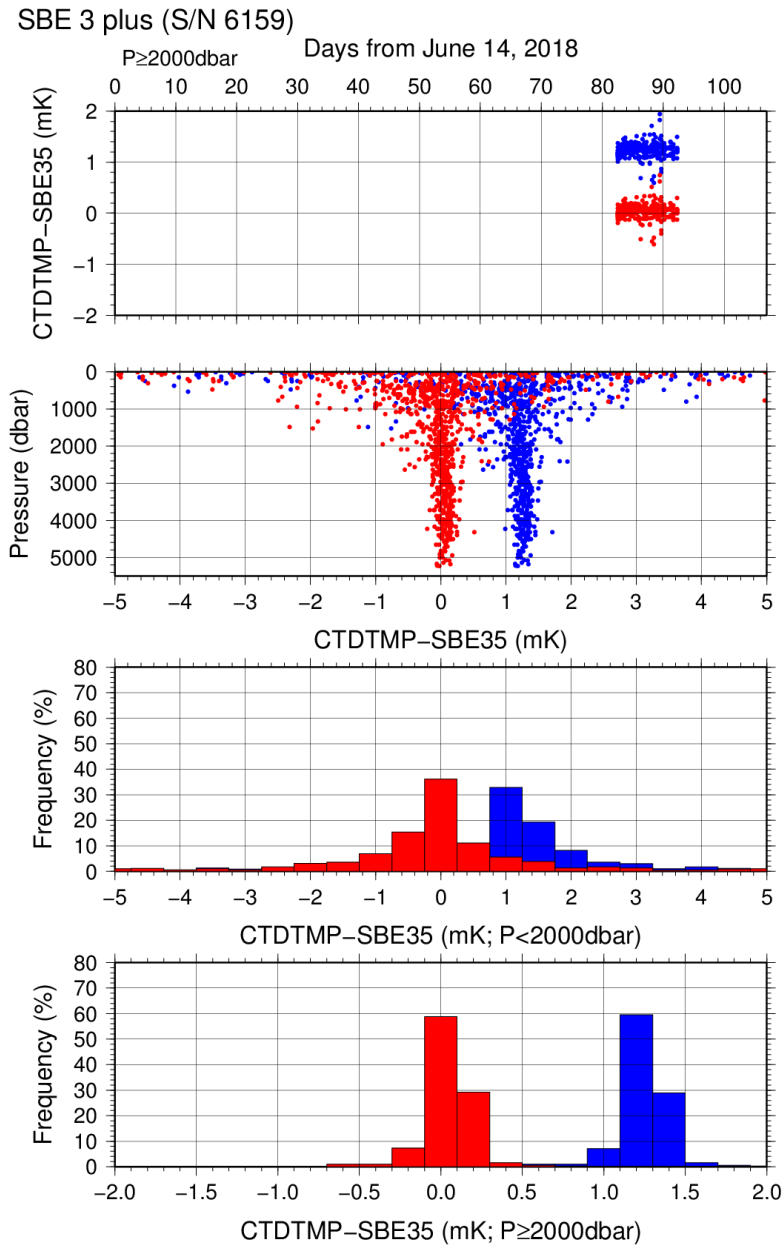 SBE 3 plus (S/N 6159)
P≥2000dbar
Days from June 14, 2018
0 10 20 30 40 50 60 70 80 90 100
CTDTMP−SBE35 (mK)
2
1
0
−1
−2
Pressure (dbar)
0
1000
2000
3000
4000
5000
−5 −4 −3 −2 −1 0 1 2 3 4 5
CTDTMP−SBE35 (mK)
Frequency (%)
80
70
60
50
40
30
20
10
0
−5 −4 −3 −2 −1 0 1 2 3 4 5
CTDTMP−SBE35 (mK; P<2000dbar)
Frequency (%)
80
70
60
50
40
30
20
10
0
−2.0 −1.5 −1.0 −0.5 0.0 0.5 1.0 1.5 2.0
CTDTMP−SBE35 (mK; P≥2000dbar)